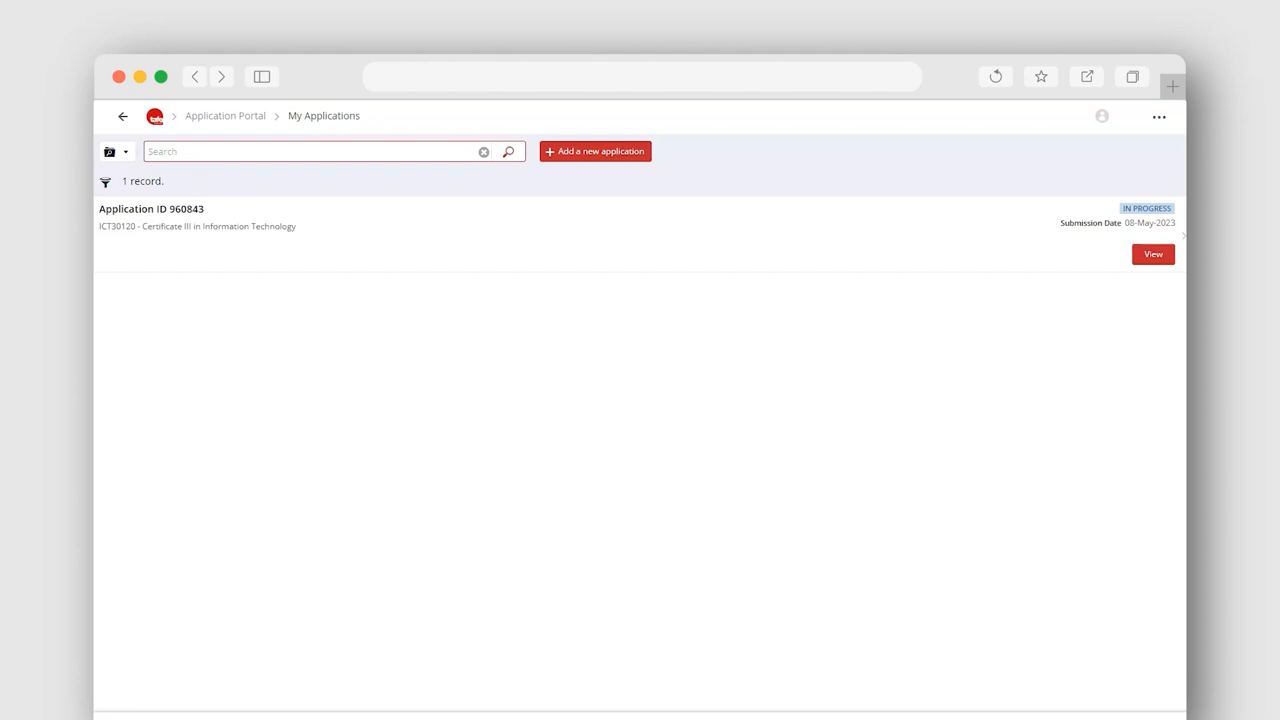 tafe
Application Portal
My Applications
Search
Add a new application
1 record.
Application ID 960843
IN PROGRESS
ICT30120 - Certificate III in Information Technology
Submission Date 08-May-2023
View